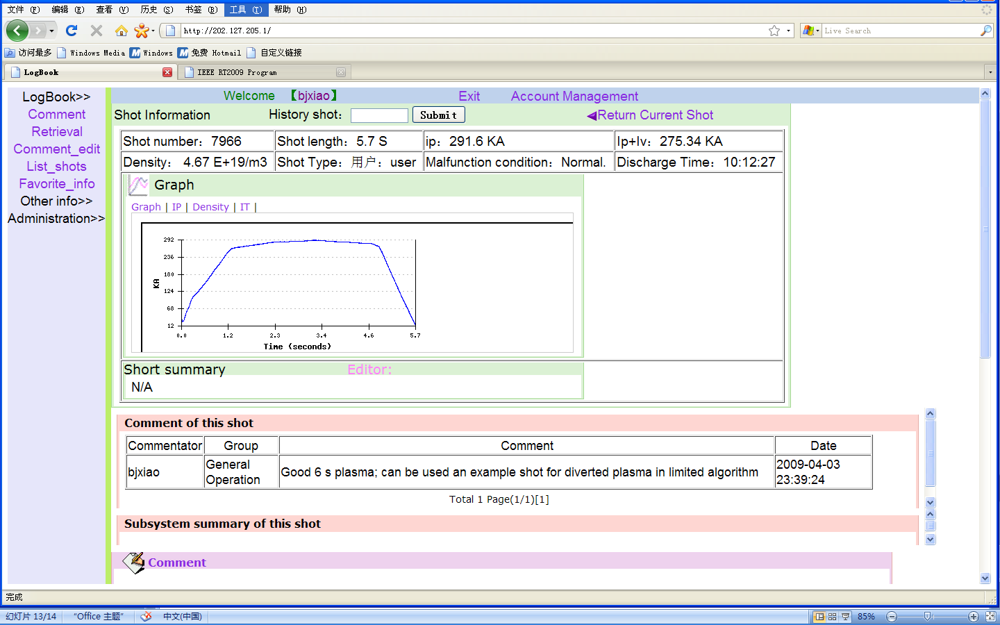 文件 (F) 编辑 (E) 查看 (V) 历史 (S) 书签 (B) 工具 (T) 帮助 (H)
http://202.127.205.1/ Live Search
访问最多 Windows Media Windows 免费 Hotmail 自定义链接
LogBook IEEE RT2009 Program
LogBook>>
Comment
Retrieval
Comment_edit
List_shots
Favorite_info
Other info>>
Administration>>
Welcome 【bjxiao】 Exit Account Management
Shot Information History shot: Submit ◀Return Current Shot
Shot number: 7966 Shot length: 5.7 S ip: 291.6 KA Ip+Iv: 275.34 KA
Density: 4.67 E+19/m3 Shot Type: 用户: user Malfunction condition: Normal. Discharge Time: 10:12:27
Graph
Graph | IP | Density | IT |
292
236
180
124
68
12
KA
0.0 1.2 2.3 3.4 4.6 5.7
Time (seconds)
Short summary Editor:
N/A
Comment of this shot
Commentator Group Comment Date
bjxiao General Operation Good 6 s plasma; can be used an example shot for diverted plasma in limited algorithm 2009-04-03 23:39:24
Total 1 Page(1/1)[1]
Subsystem summary of this shot
Comment
完成
幻灯片 13/14 "Office 主题" 中文(中国) 85%